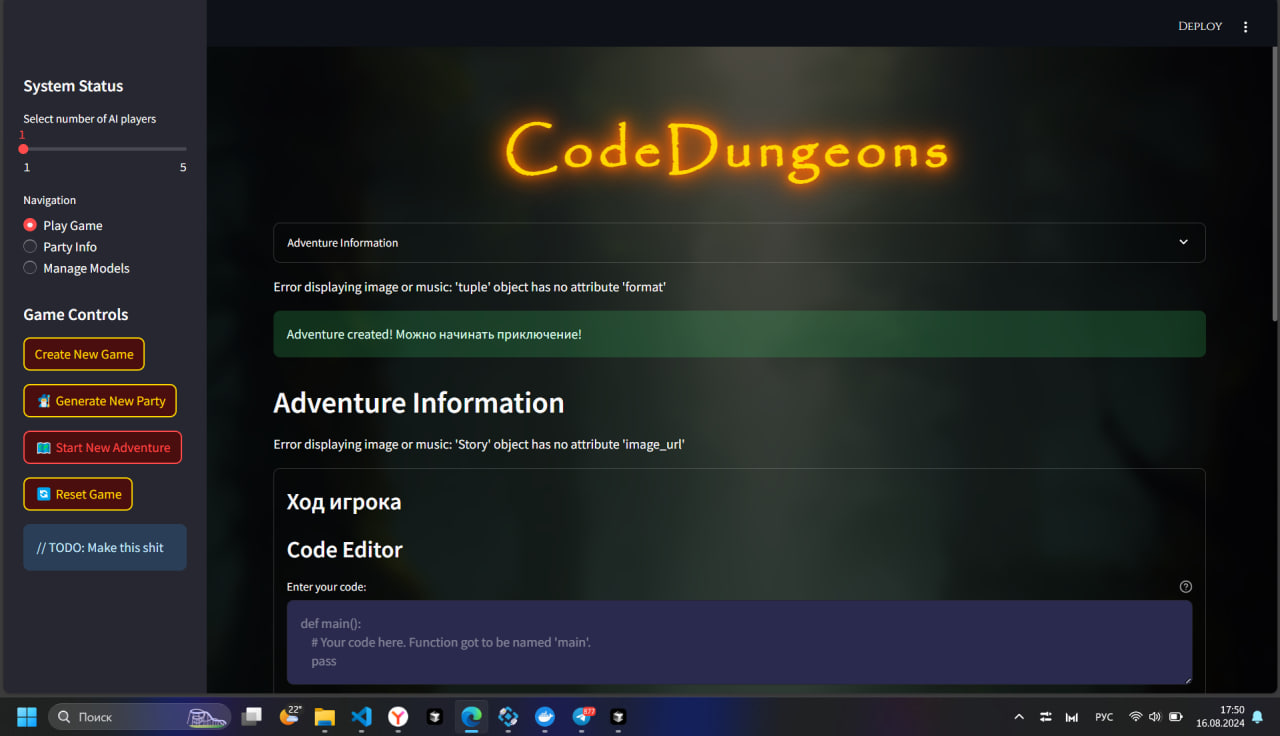 Deploy
System Status
Select number of AI players
1
1 5
Navigation
Play Game
Party Info
Manage Models
Game Controls
Create New Game
Generate New Party
Start New Adventure
Reset Game
// TODO: Make this shit
CodeDungeons
Adventure Information
Error displaying image or music: 'tuple' object has no attribute 'format'
Adventure created! Можно начинать приключение!
Adventure Information
Error displaying image or music: 'Story' object has no attribute 'image_url'
Ход игрока
Code Editor
Enter your code:
def main():
# Your code here. Function got to be named 'main'.
pass
Поиск
22°
877
РУС
17:50
16.08.2024